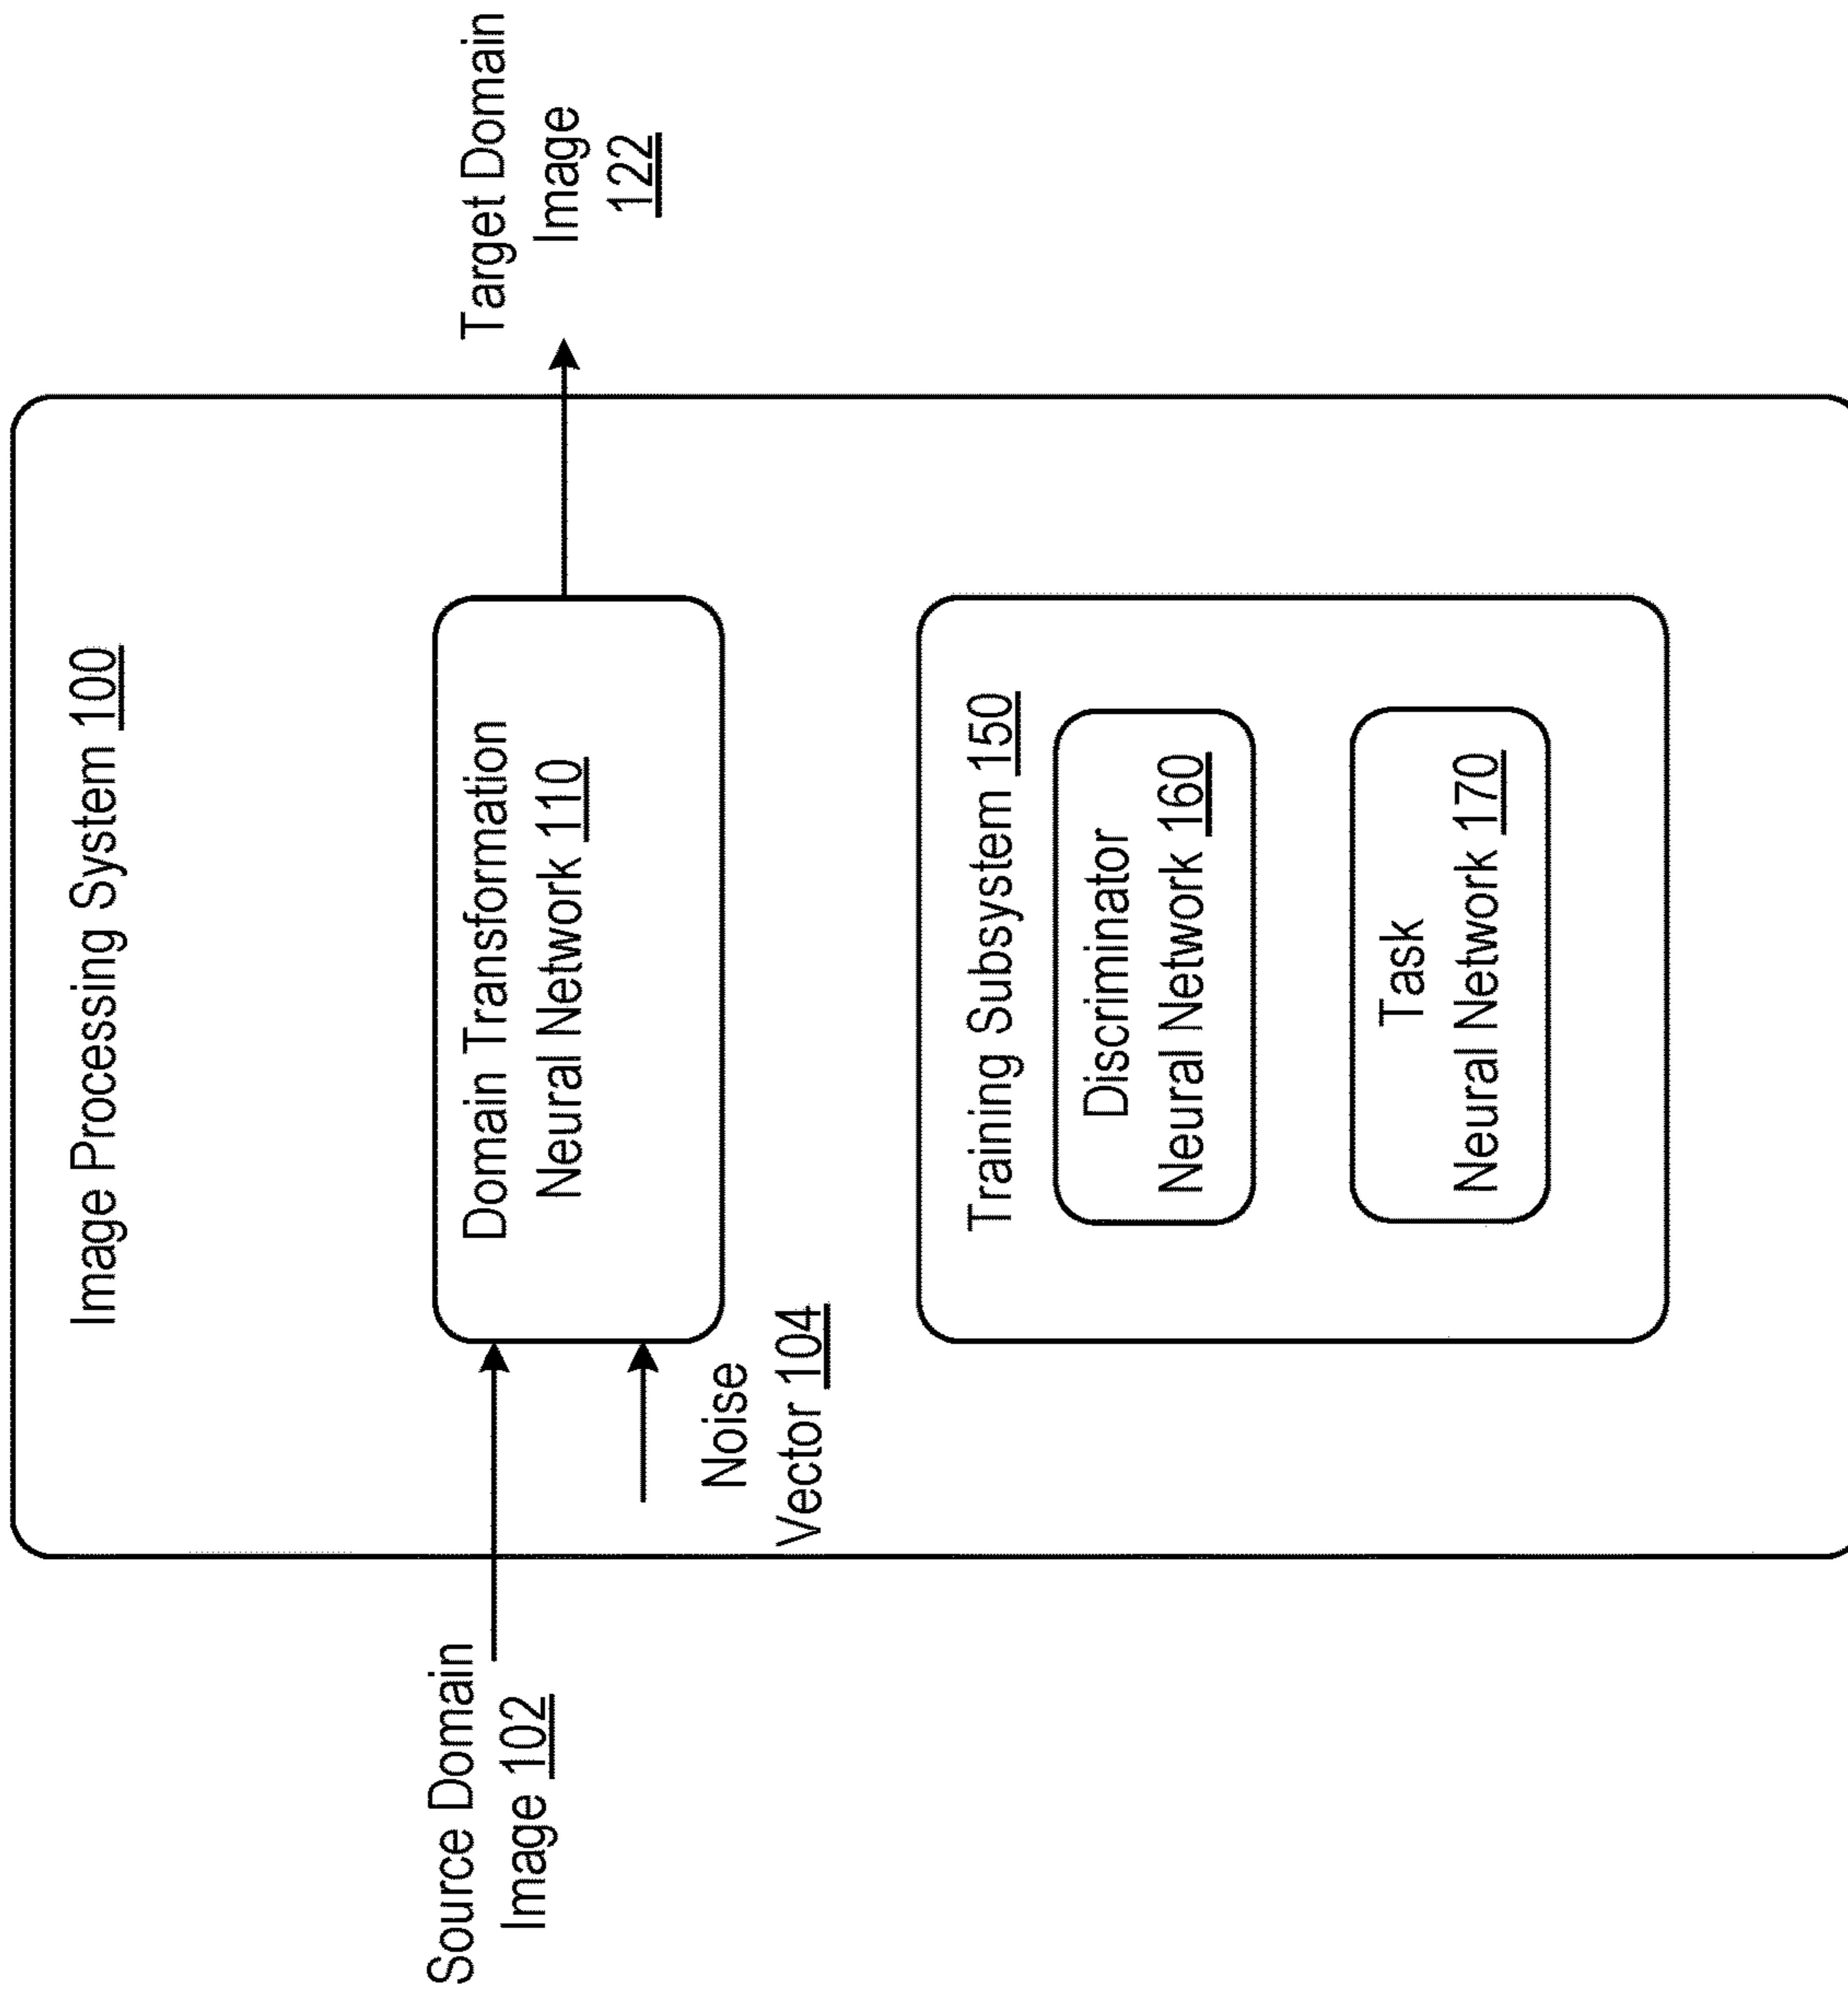 Image Processing System 100
Source Domain
Image 102
Domain Transformation
Neural Network 110
Target Domain
Image
122
Noise
Vector 104
Training Subsystem 150
Discriminator
Neural Network 160
Task
Neural Network 170